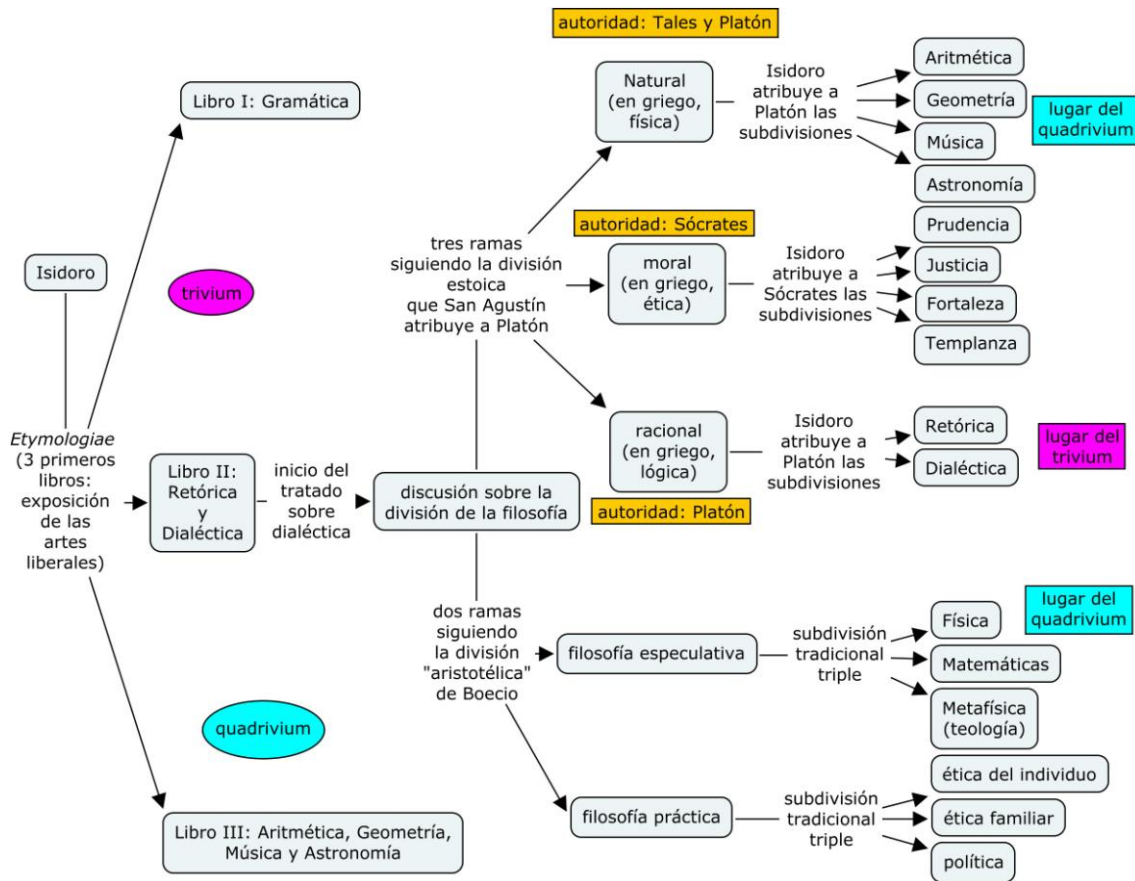 autoridad: Tales y Platón
Natural
(en griego,
física)
Isidoro
atribuye a
Platón las
subdivisiones
Aritmética
Geometría
Música
Astronomía
lugar del
quadrivium
Libro I: Gramática
Isidoro
trivium
tres ramas
siguiendo la división
estoica
que San Agustín
atribuye a Platón
autoridad: Sócrates
moral
(en griego,
ética)
Isidoro
atribuye a
Sócrates las
subdivisiones
Prudencia
Justicia
Fortaleza
Templanza
Etymologiae
(3 primeros
libros:
exposición
de las
artes
liberales)
Libro II:
Retórica
y
Dialéctica
inicio del
tratado
sobre
dialéctica
discusión sobre la
división de la filosofía
racional
(en griego,
lógica)
autoridad: Platón
Isidoro
atribuye a
Platón las
subdivisiones
Retórica
Dialéctica
lugar del
trivium
dos ramas
siguiendo
la división
"aristotélica"
de Boecio
filosofía especulativa
subdivisión
tradicional
triple
Física
Matemáticas
Metafísica
(teología)
lugar del
quadrivium
quadrivium
Libro III: Aritmética, Geometría,
Música y Astronomía
filosofía práctica
subdivisión
tradicional
triple
ética del individuo
ética familiar
política